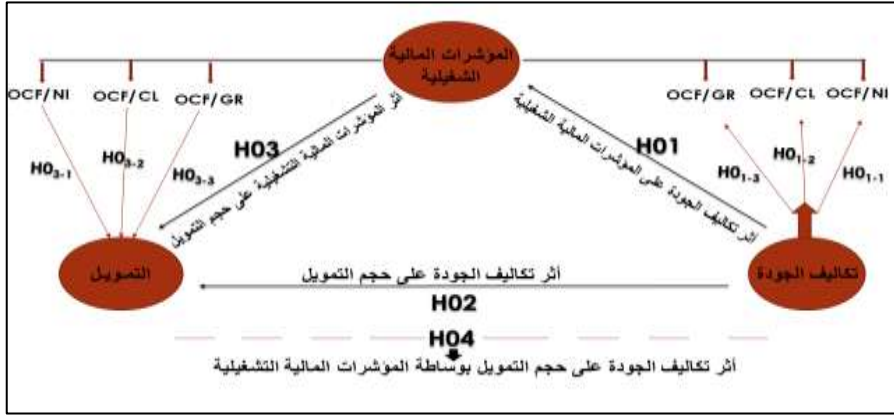 المؤشرات المالية
الشغيلية
OCF/NI
OCF/CL
OCF/GR
OCF/GR
OCF/CL
OCF/NI
H03
أثر المؤشرات المالية التشغيلية على حجم التمويل
H01
أثر تكاليف الجودة على المؤشرات المالية الشغيلية
H03-1
H03-2
H03-3
H01-3
H01-2
H01-1
التمويل
تكاليف الجودة
أثر تكاليف الجودة على حجم التمويل
H02
H04
أثر تكاليف الجودة على حجم التمويل بوساطة المؤشرات المالية التشغيلية